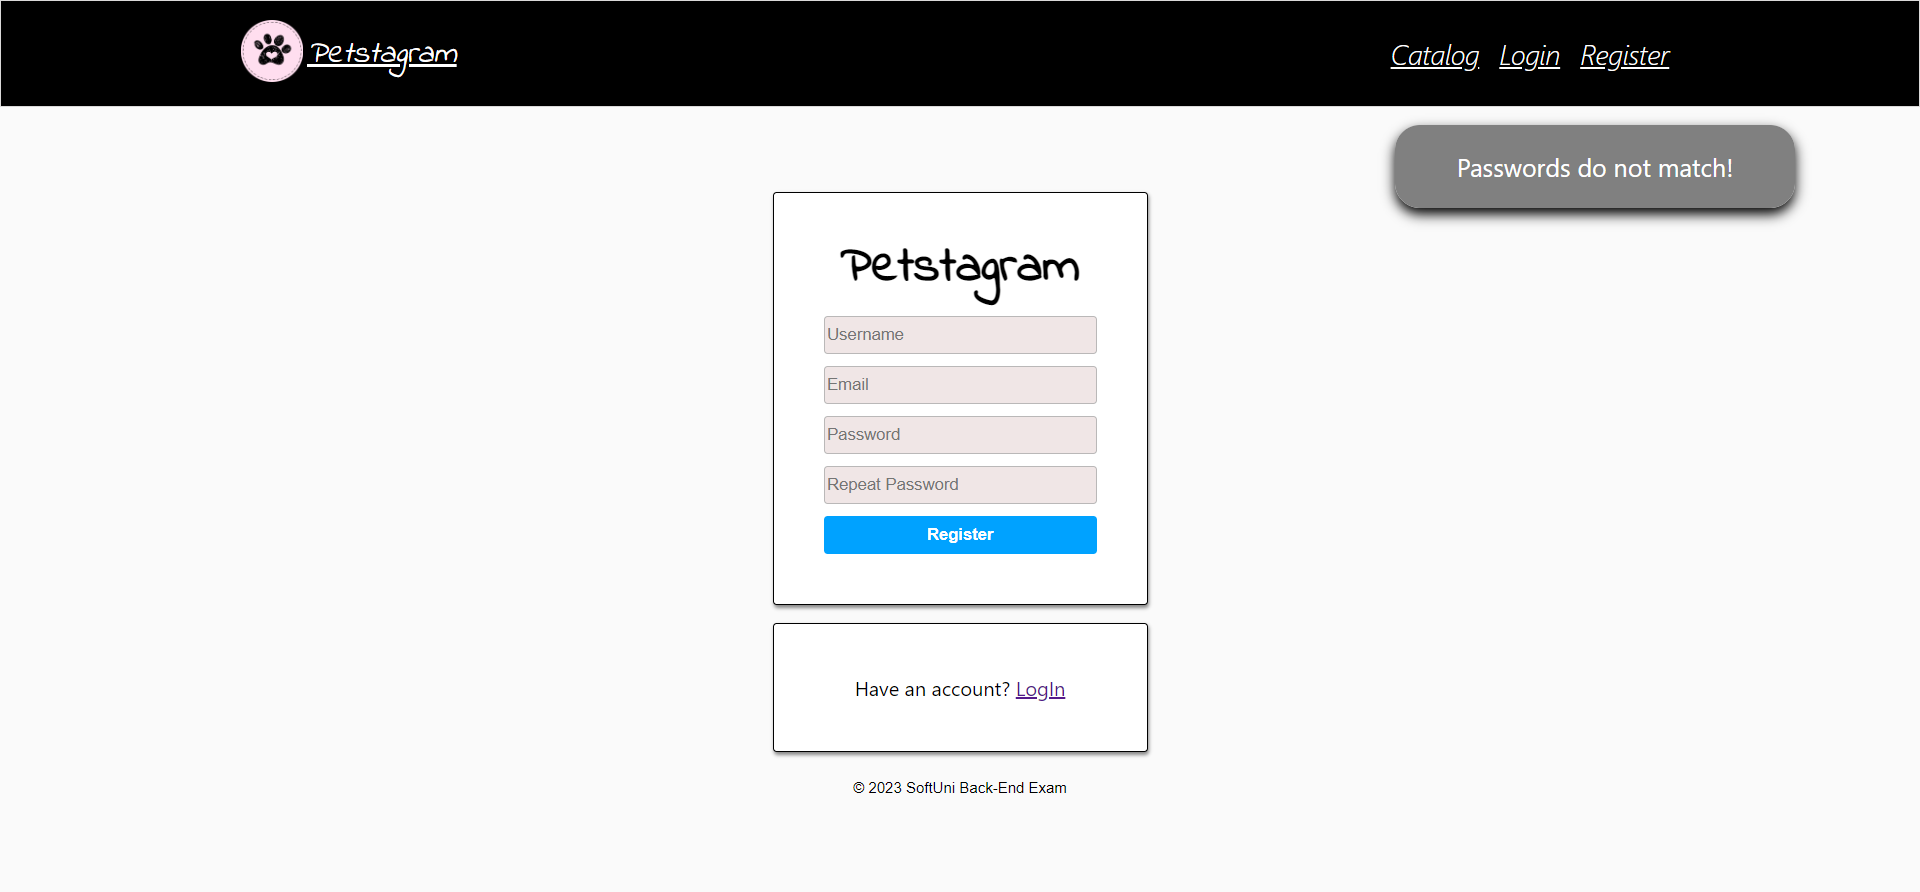 Petstagram
Catalog Login Register
Passwords do not match!
Petstagram
Username
Email
Password
Repeat Password
Register
Have an account? LogIn
© 2023 SoftUni Back-End Exam